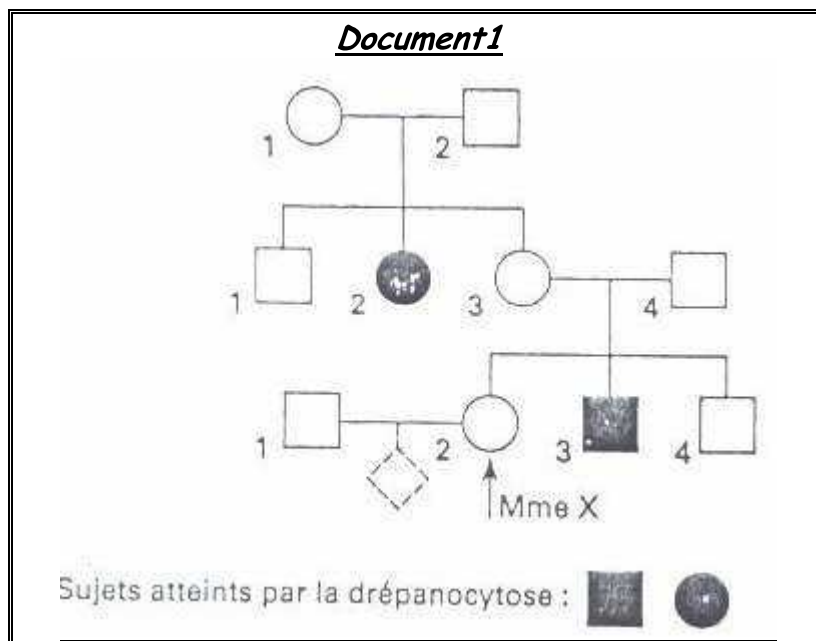 Document1
1 2
1 2 3 4
1 2 3 4
Mme X
Sujets atteints par la drépanocytose :